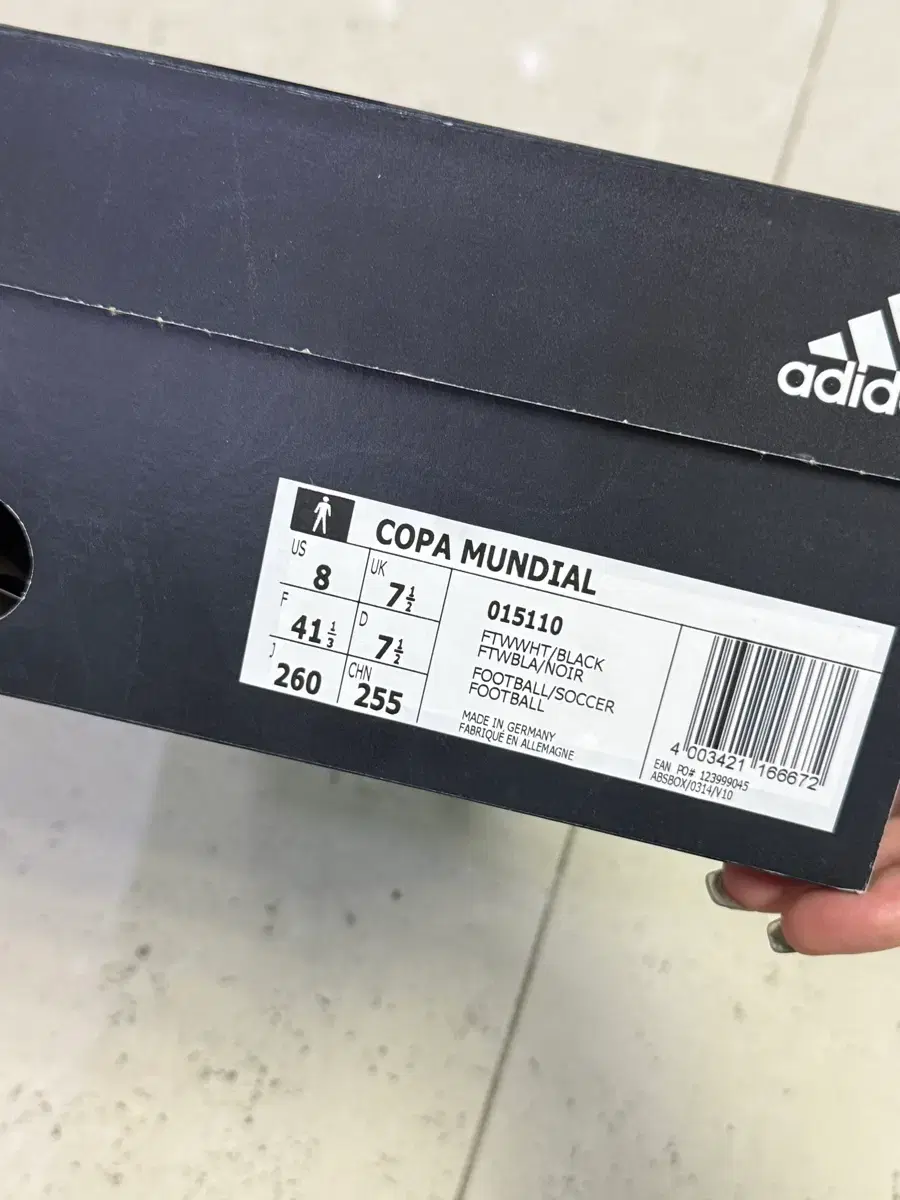 adid
COPA MUNDIAL
US 8
UK 7½
F 41⅓
D 7½
J 260
CHN 255
015110
FTWWHT/BLACK
FTWBLA/NOIR
FOOTBALL/SOCCER
FOOTBALL
MADE IN GERMANY
FABRIQUÉ EN ALLEMAGNE
4 003421 166672
EAN PO# 123999045
ABSBOX/0314/V10